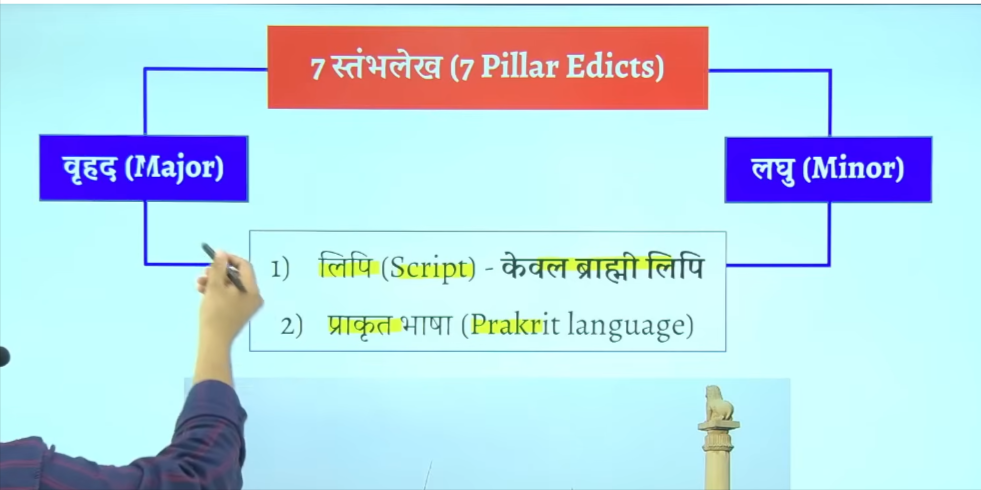 7 स्तंभलेख (7 Pillar Edicts)
वृहद (Major)
लघु (Minor)
1) लिपि (Script) - केवल ब्राह्मी लिपि
2) प्राकृत भाषा (Prakrit language)